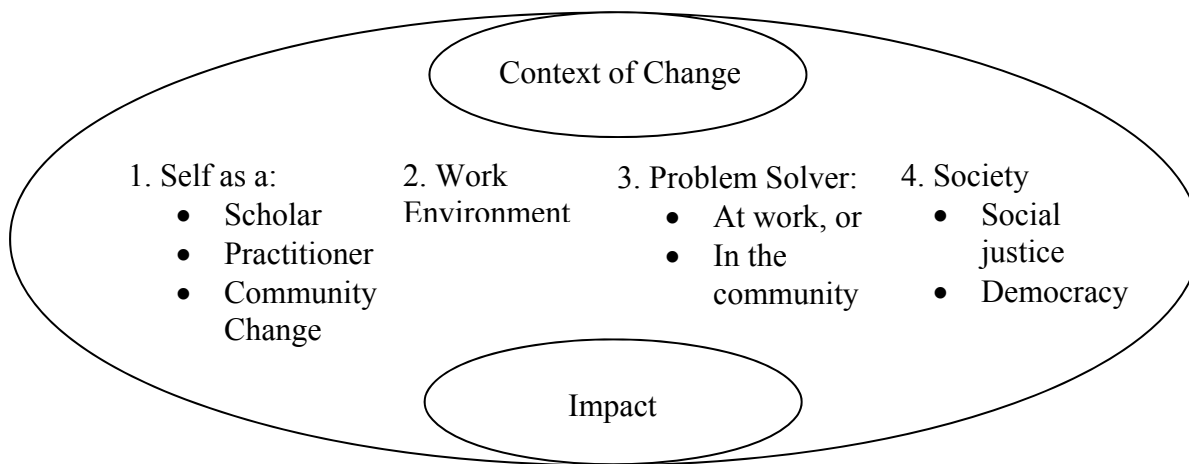 Context of Change
1. Self as a:
• Scholar
• Practitioner
• Community
Change
2. Work
Environment
3. Problem Solver:
• At work, or
• In the
community
4. Society
• Social
justice
• Democracy
Impact